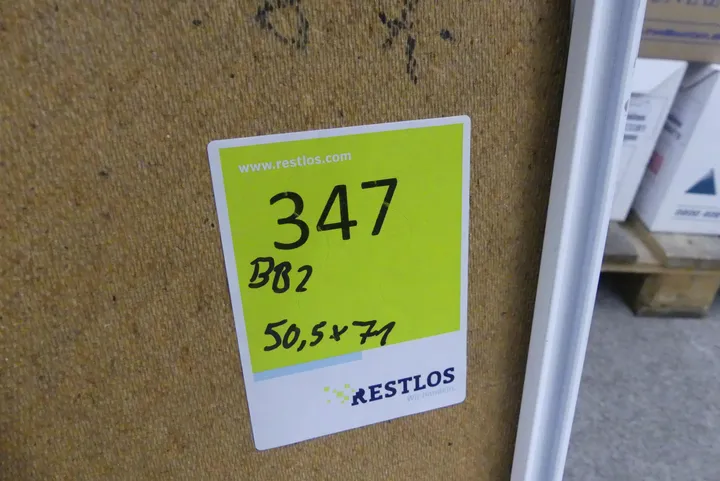 www.restlos.com
347
BB2
50,5x71
RESTLOS